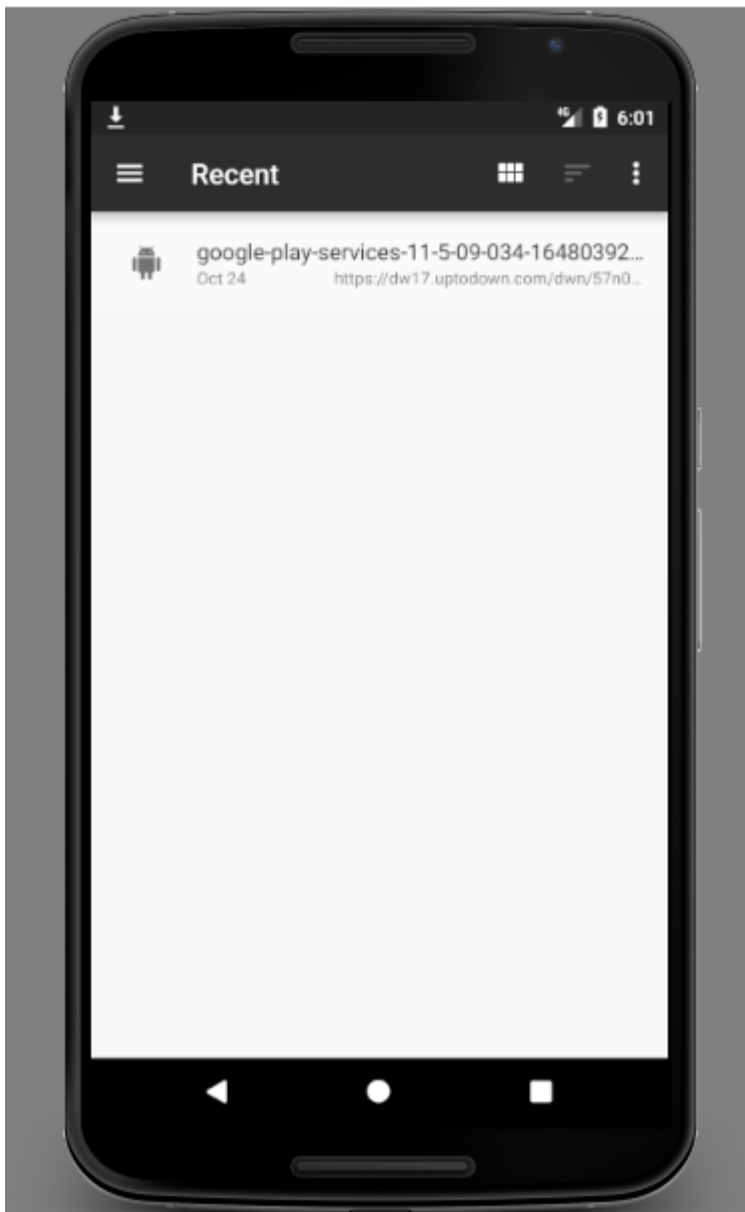 4G 6:01
Recent
google-play-services-11-5-09-034-16480392...
Oct 24 https://dw17.uptodown.com/dwn/57n0...